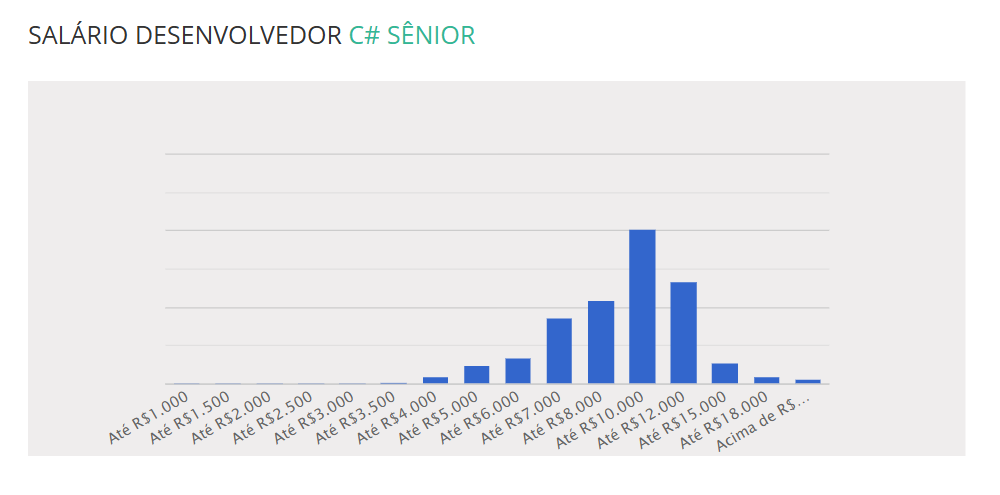 SALÁRIO DESENVOLVEDOR C# SÊNIOR
Até R$1.000
Até R$1.500
Até R$2.000
Até R$2.500
Até R$3.000
Até R$3.500
Até R$4.000
Até R$5.000
Até R$6.000
Até R$7.000
Até R$8.000
Até R$10.000
Até R$12.000
Até R$15.000
Até R$18.000
Acima de R$...